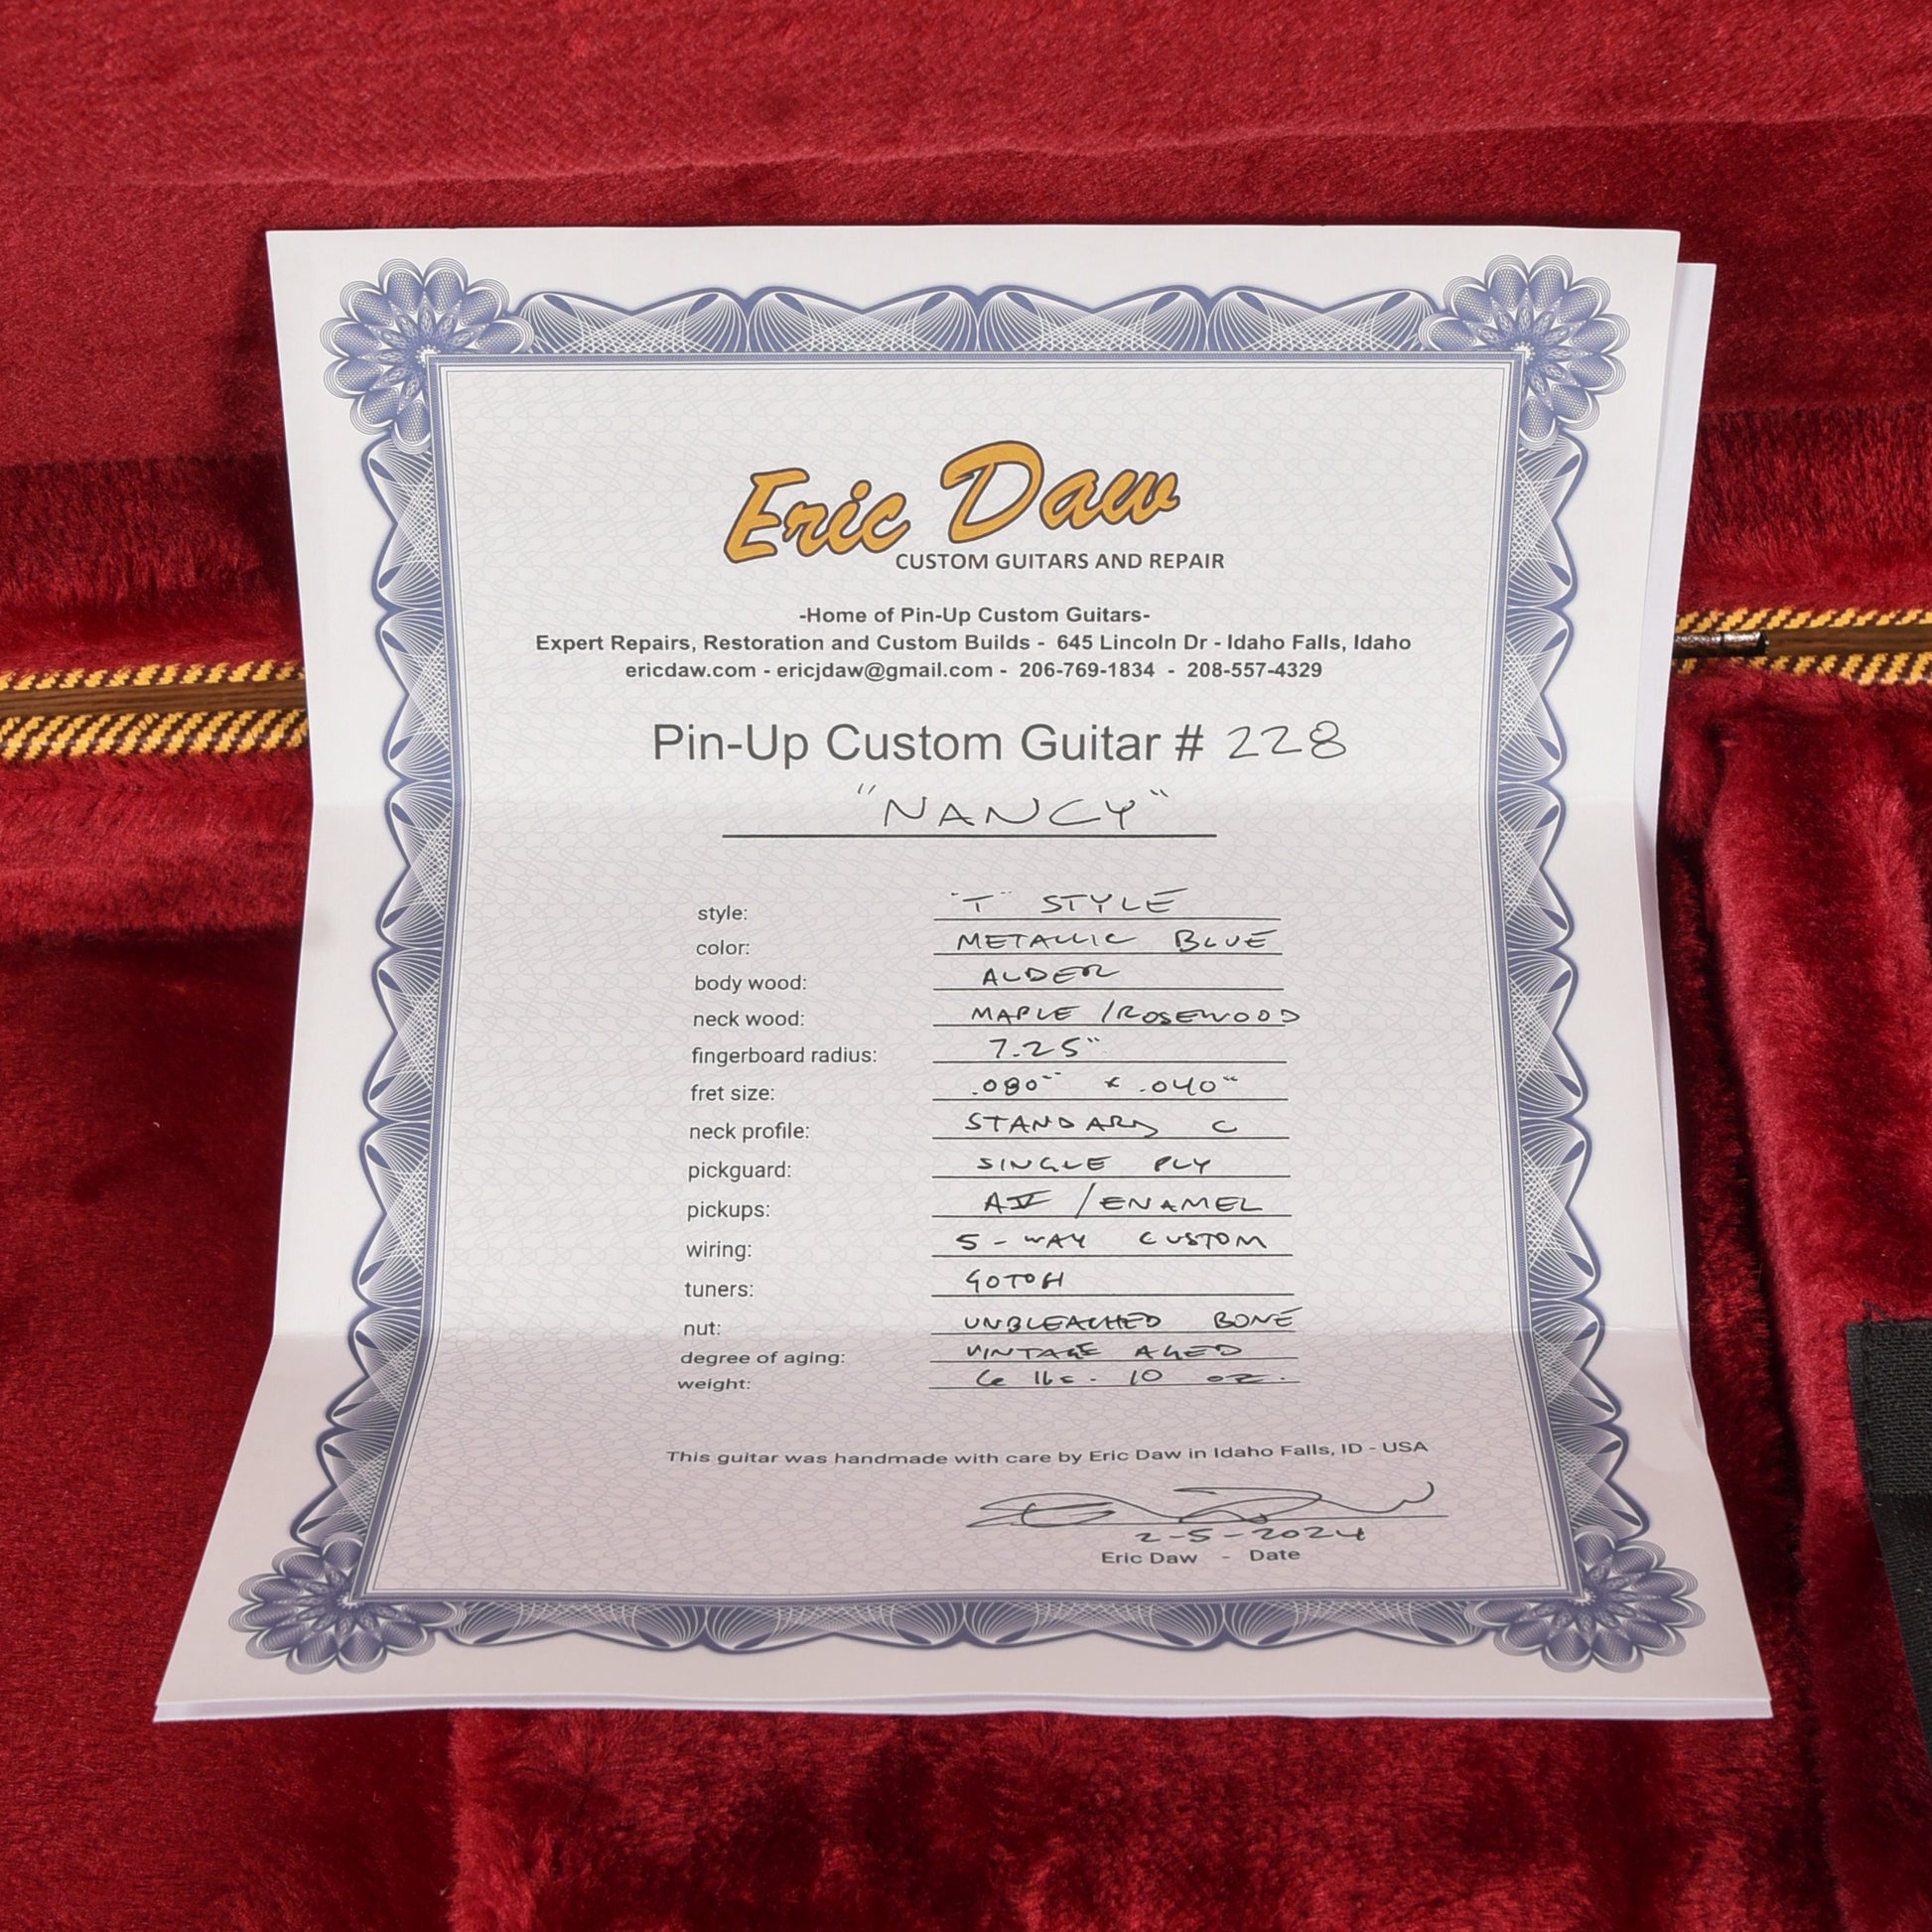 Eric Daw
CUSTOM GUITARS AND REPAIR
-Home of Pin-Up Custom Guitars-
Expert Repairs, Restoration and Custom Builds - 645 Lincoln Dr - Idaho Falls, Idaho
ericdaw.com - ericjdaw@gmail.com - 206-769-1834 - 208-557-4329
Pin-Up Custom Guitar # 228
"NANCY"
style: "T" STYLE
color: METALLIC BLUE
body wood: ALDER
neck wood: MAPLE / ROSEWOOD
fingerboard radius: 7.25"
fret size: .080" x .040"
neck profile: STANDARD C
pickguard: SINGLE PLY
pickups: AIV / ENAMEL
wiring: 5-WAY CUSTOM
tuners: GOTOH
nut: UNBLEACHED BONE
degree of aging: VINTAGE AGED
weight: 6 lbs. 10 oz.
This guitar was handmade with care by Eric Daw in Idaho Falls, ID - USA
2-5-2024
Eric Daw - Date